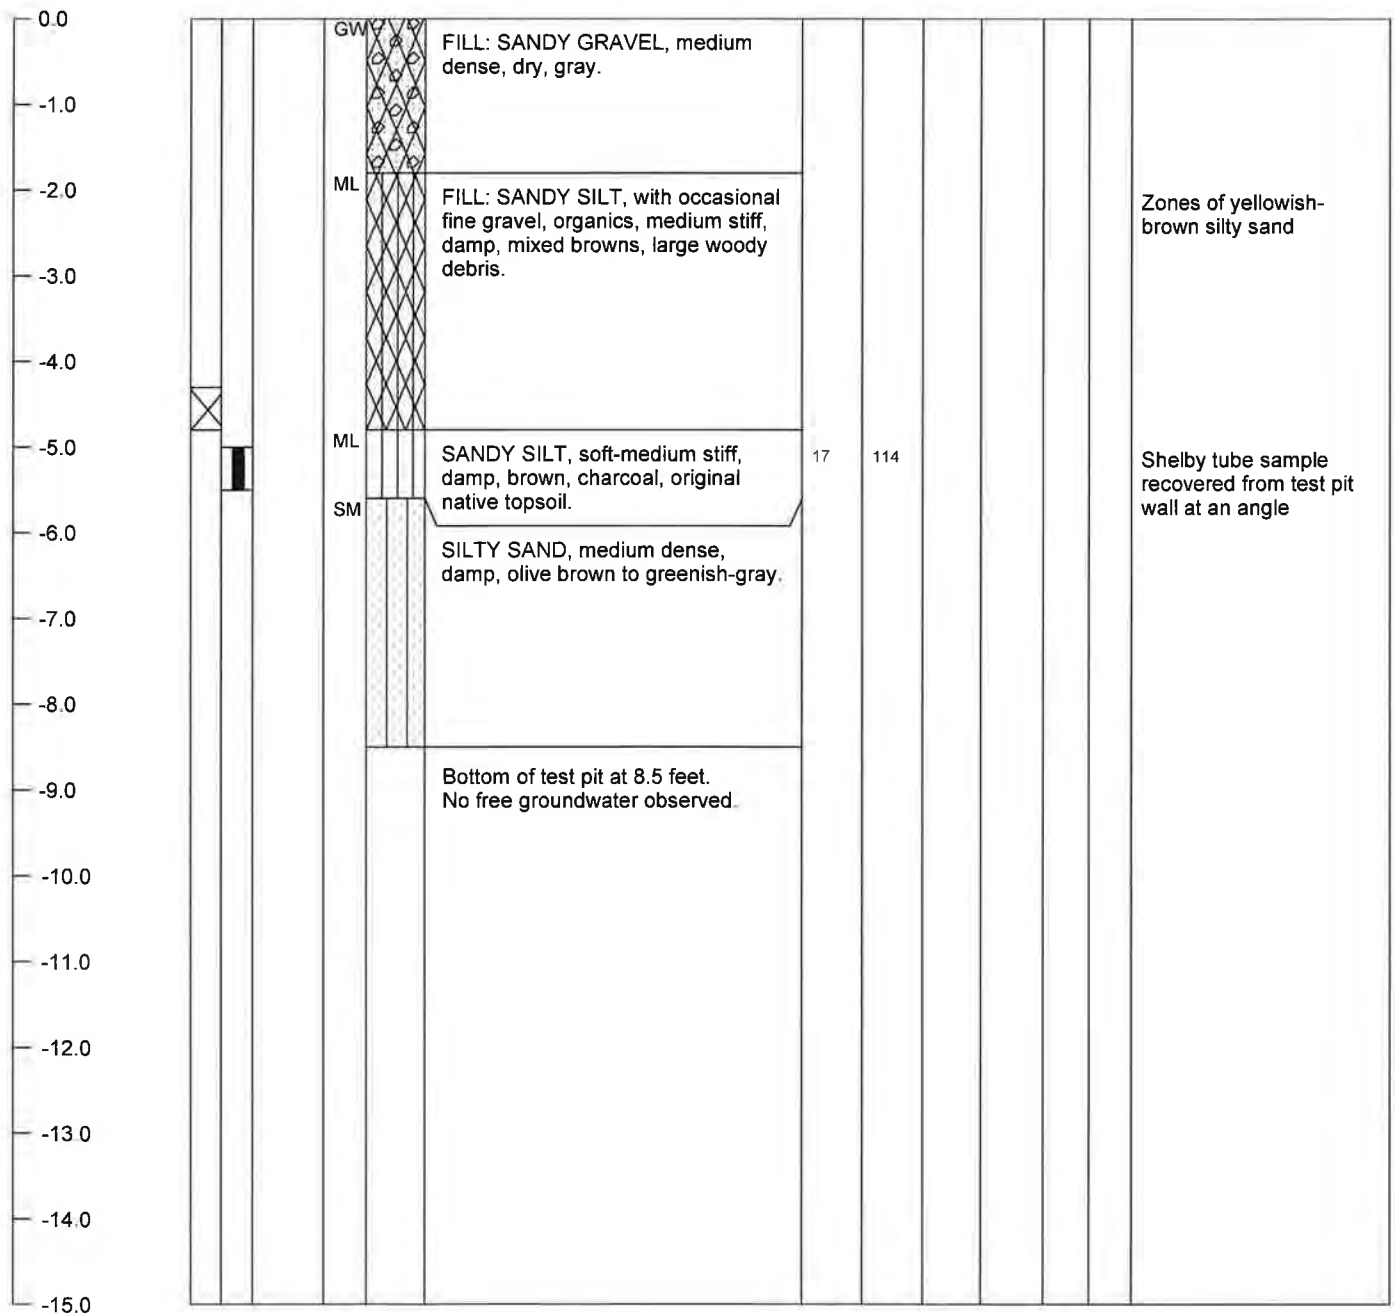 0.0
GW
FILL: SANDY GRAVEL, medium
dense, dry, gray.
-1.0
-2.0
ML
FILL: SANDY SILT, with occasional
fine gravel, organics, medium stiff,
damp, mixed browns, large woody
debris.
Zones of yellowish-
brown silty sand
-3.0
-4.0
-5.0
ML
SANDY SILT, soft-medium stiff,
damp, brown, charcoal, original
native topsoil.
17
114
Shelby tube sample
recovered from test pit
wall at an angle
SM
-6.0
SILTY SAND, medium dense,
damp, olive brown to greenish-gray.
-7.0
-8.0
Bottom of test pit at 8.5 feet.
No free groundwater observed.
-9.0
-10.0
-11.0
-12.0
-13.0
-14.0
-15.0